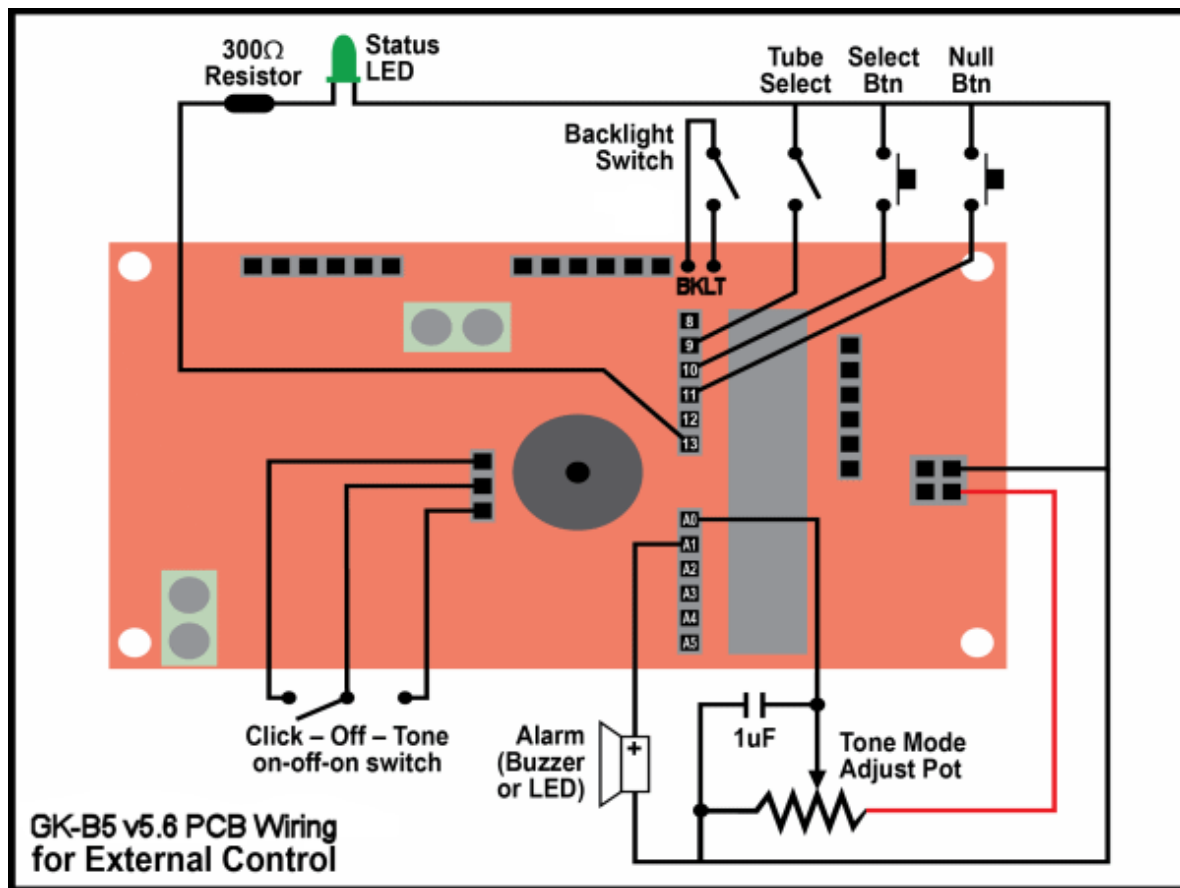 300Ω
Resistor
Status
LED
Tube
Select
Select
Btn
Null
Btn
Backlight
Switch
BKLT
8
9
10
11
12
13
A0
A1
A2
A3
A4
A5
Click – Off – Tone
on-off-on switch
Alarm
(Buzzer
or LED)
+
1uF
Tone Mode
Adjust Pot
GK-B5 v5.6 PCB Wiring
for External Control